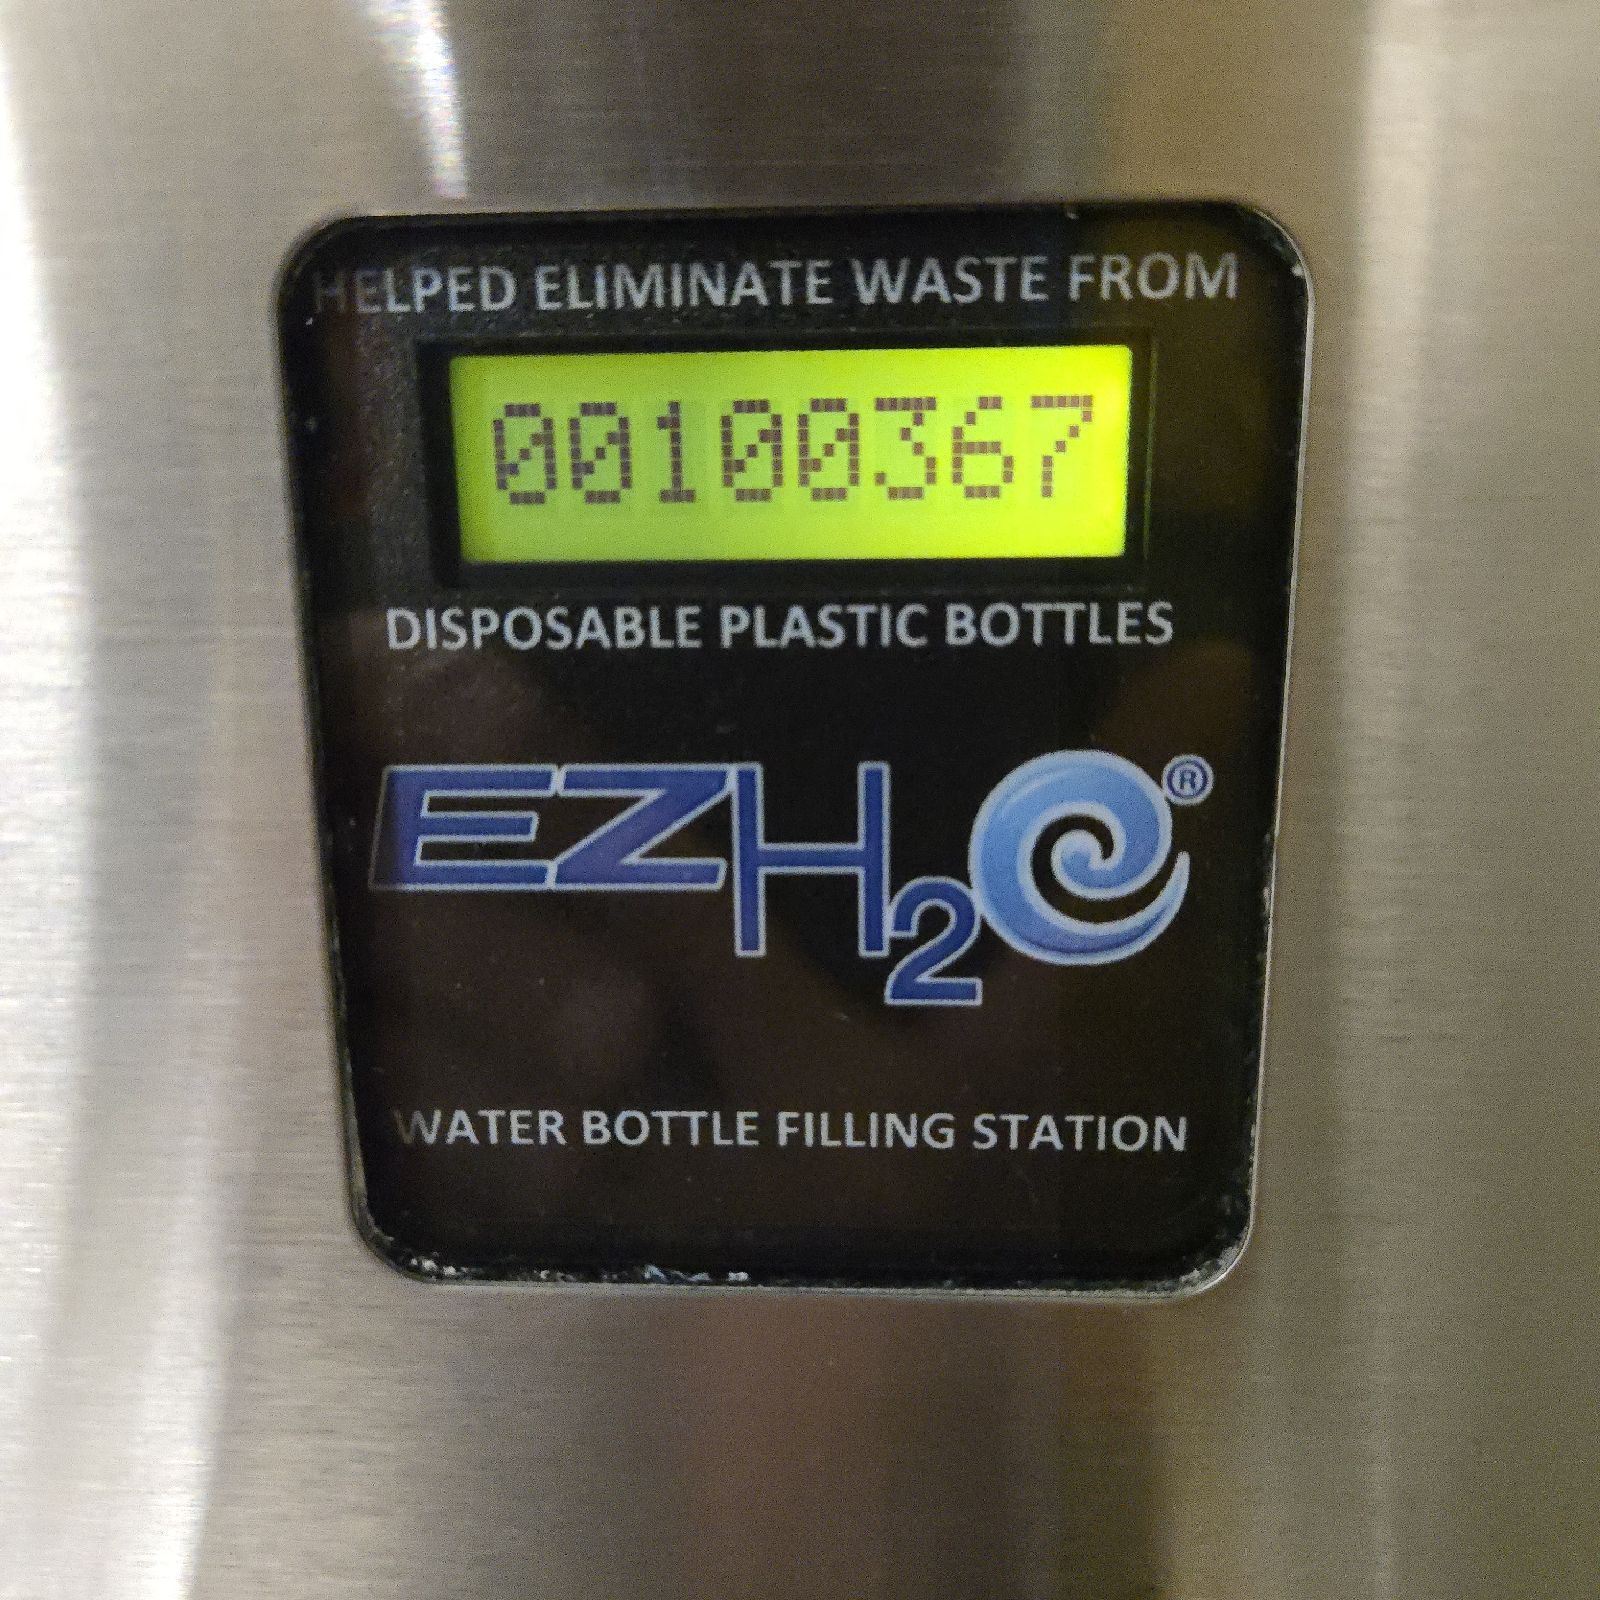 HELPED ELIMINATE WASTE FROM
00100367
DISPOSABLE PLASTIC BOTTLES
EZH2O®
WATER BOTTLE FILLING STATION